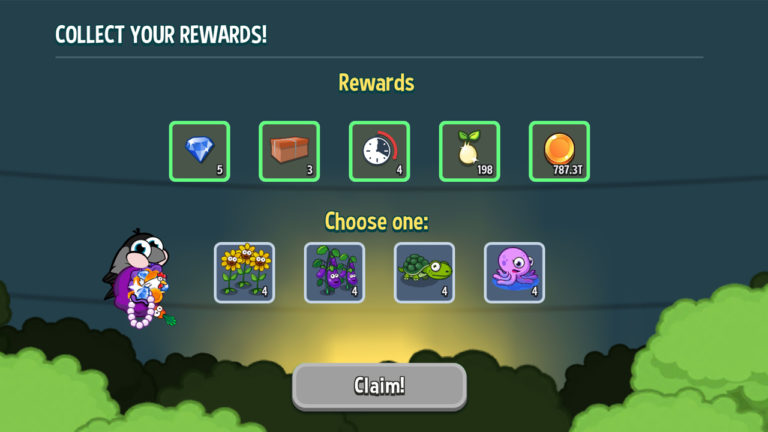 COLLECT YOUR REWARDS!
Rewards
5 3 4 198 787.3T
Choose one:
4 4 4 4
Claim!